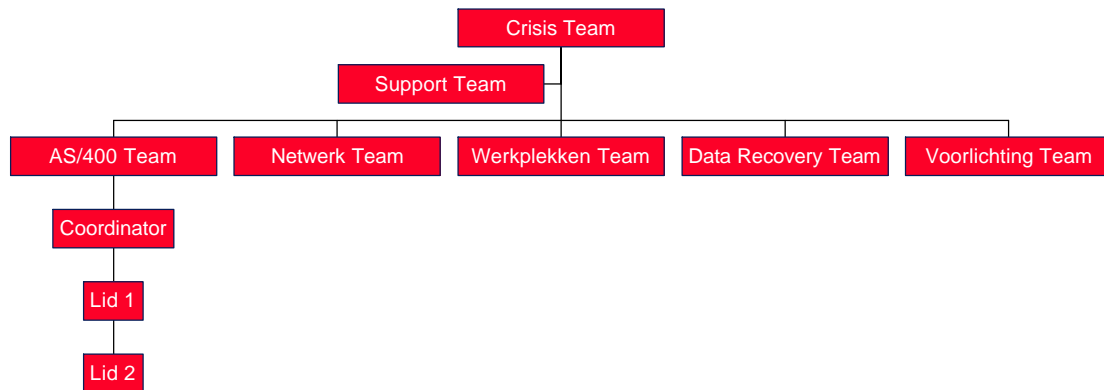 Crisis Team
Support Team
AS/400 Team
Netwerk Team
Werkplekken Team
Data Recovery Team
Voorlichting Team
Coordinator
Lid 1
Lid 2